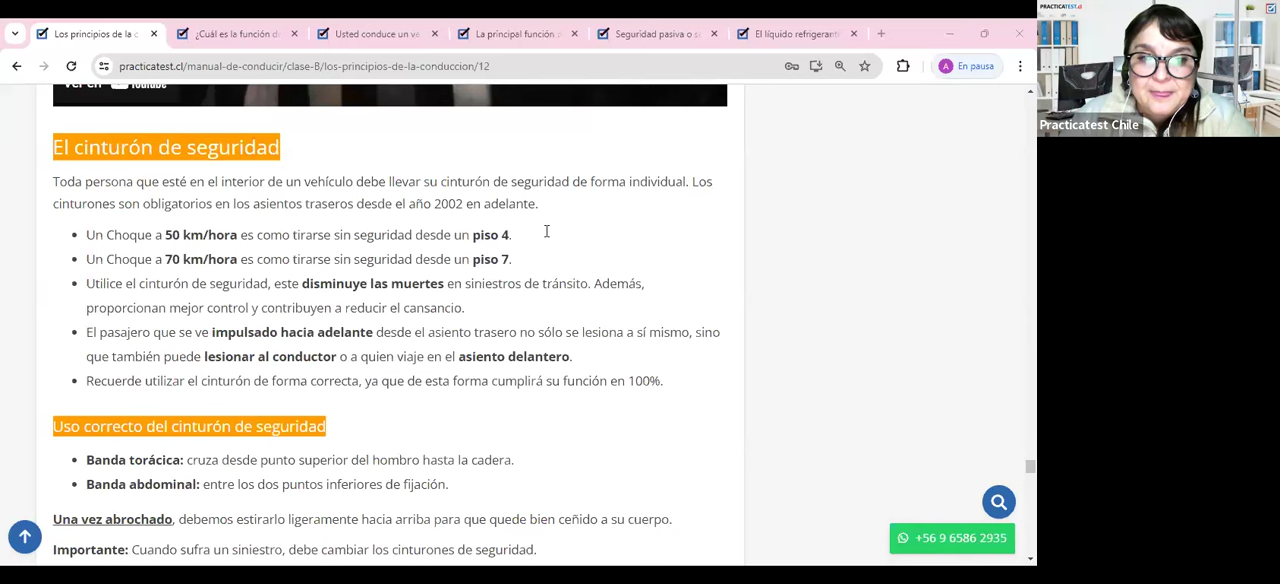 Los principios de la c
¿Cuál es la función d
Usted conduce un ve
La principal función
Seguridad pasiva o s
El líquido refrigerant
PRACTICATEST.cl
practicatest.cl/manual-de-conducir/clase-B/los-principios-de-la-conduccion/12
A
En pausa
Practicatest Chile
Ver en YouTube
El cinturón de seguridad
Toda persona que esté en el interior de un vehículo debe llevar su cinturón de seguridad de forma individual. Los
cinturones son obligatorios en los asientos traseros desde el año 2002 en adelante.
• Un Choque a 50 km/hora es como tirarse sin seguridad desde un piso 4.
• Un Choque a 70 km/hora es como tirarse sin seguridad desde un piso 7.
• Utilice el cinturón de seguridad, este disminuye las muertes en siniestros de tránsito. Además,
proporcionan mejor control y contribuyen a reducir el cansancio.
• El pasajero que se ve impulsado hacia adelante desde el asiento trasero no sólo se lesiona a sí mismo, sino
que también puede lesionar al conductor o a quien viaje en el asiento delantero.
• Recuerde utilizar el cinturón de forma correcta, ya que de esta forma cumplirá su función en 100%.
Uso correcto del cinturón de seguridad
• Banda torácica: cruza desde punto superior del hombro hasta la cadera.
• Banda abdominal: entre los dos puntos inferiores de fijación.
Una vez abrochado, debemos estirarlo ligeramente hacia arriba para que quede bien ceñido a su cuerpo.
+56 9 6586 2935
Importante: Cuando sufra un siniestro, debe cambiar los cinturones de seguridad.